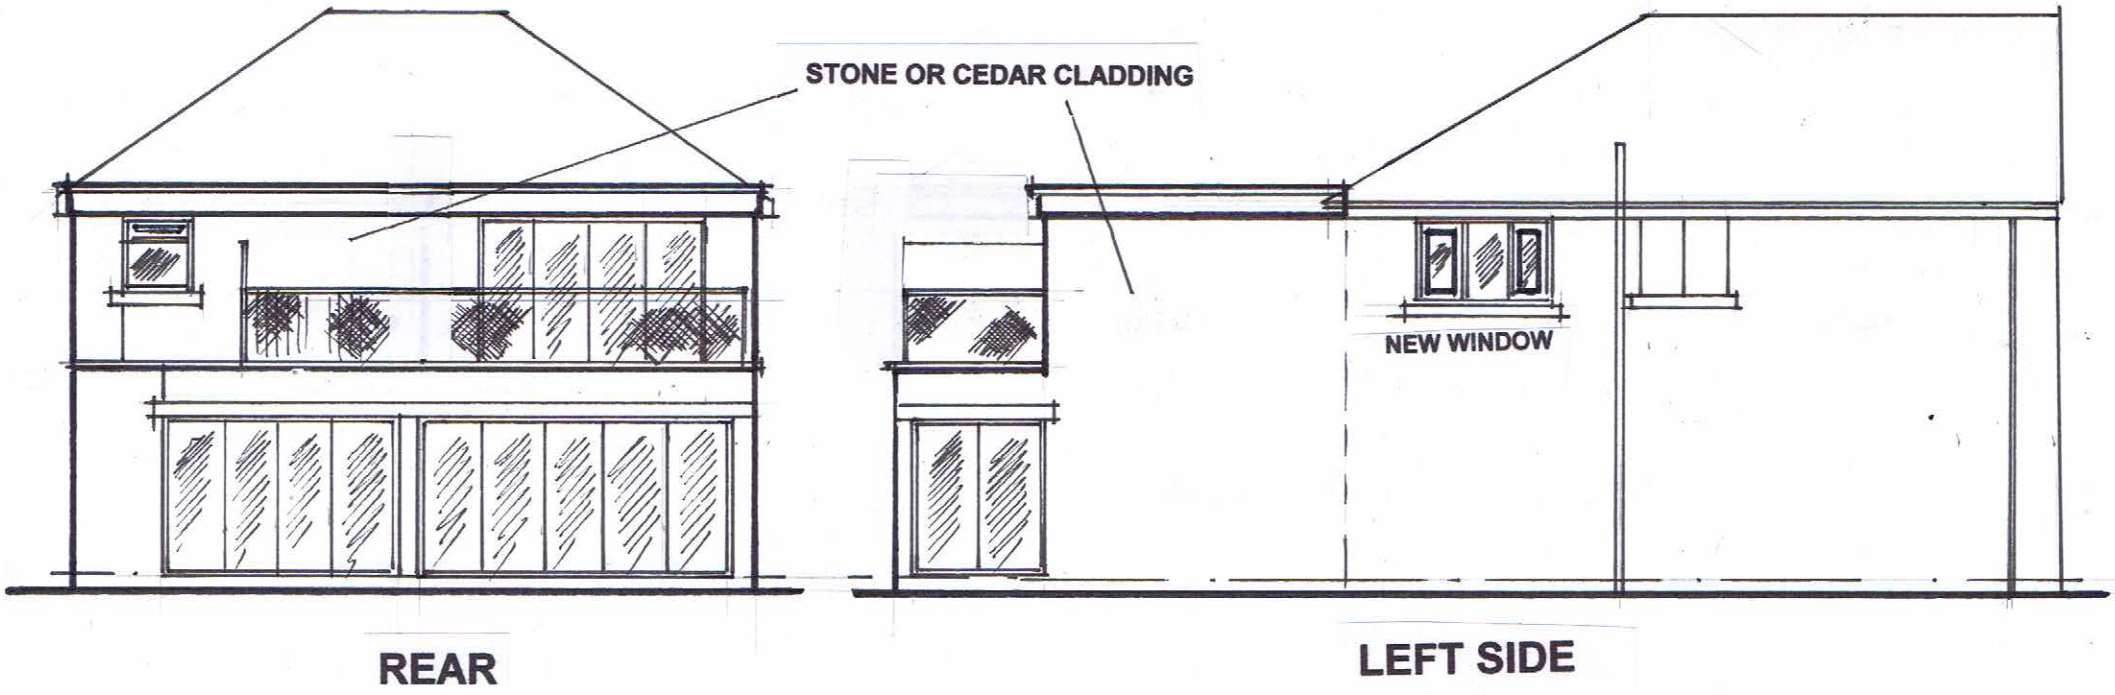 STONE OR CEDAR CLADDING
NEW WINDOW
REAR
LEFT SIDE